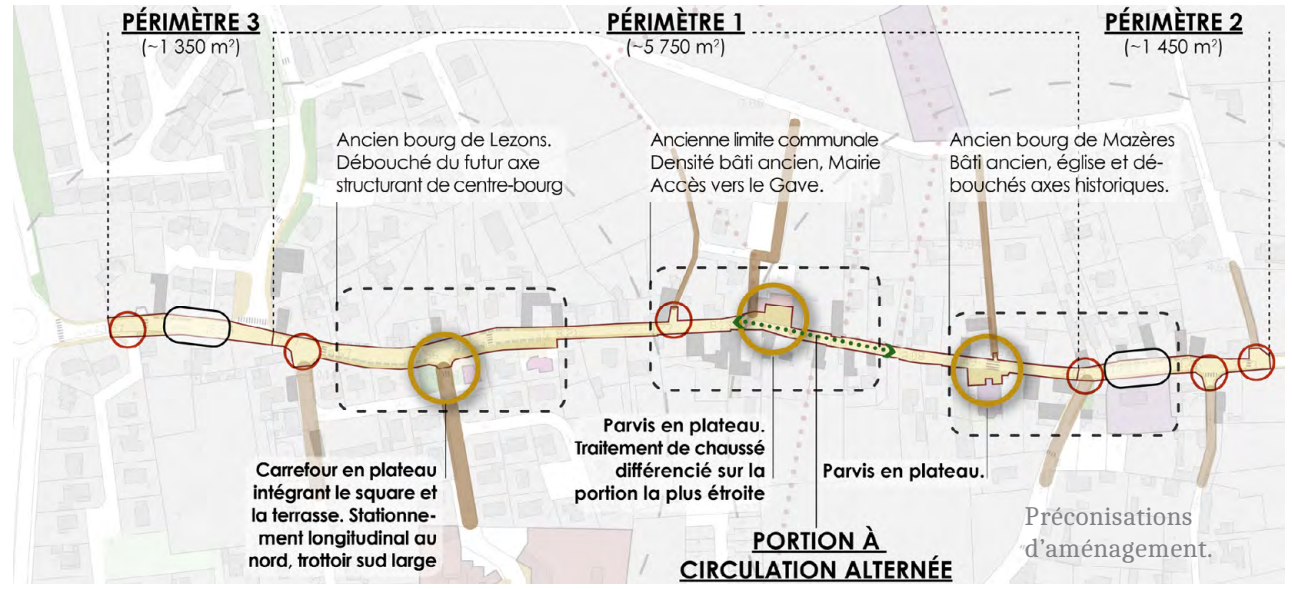 PÉRIMÈTRE 3
(~1 350 m²)
PÉRIMÈTRE 1
(~5 750 m²)
PÉRIMÈTRE 2
(~1 450 m²)
Ancien bourg de Lezons.
Débouché du futur axe
structurant de centre-bourg
Ancienne limite communale
Densité bâti ancien, Mairie
Accès vers le Gave.
Ancien bourg de Mazères
Bâti ancien, église et dé-
bouchés axes historiques.
Carrefour en plateau
intégrant le square et
la terrasse. Stationne-
ment longitudinal au
nord, trottoir sud large
Parvis en plateau.
Traitement de chaussé
différencié sur la
portion la plus étroite
Parvis en plateau.
PORTION À
CIRCULATION ALTERNÉE
Préconisations
d’aménagement.